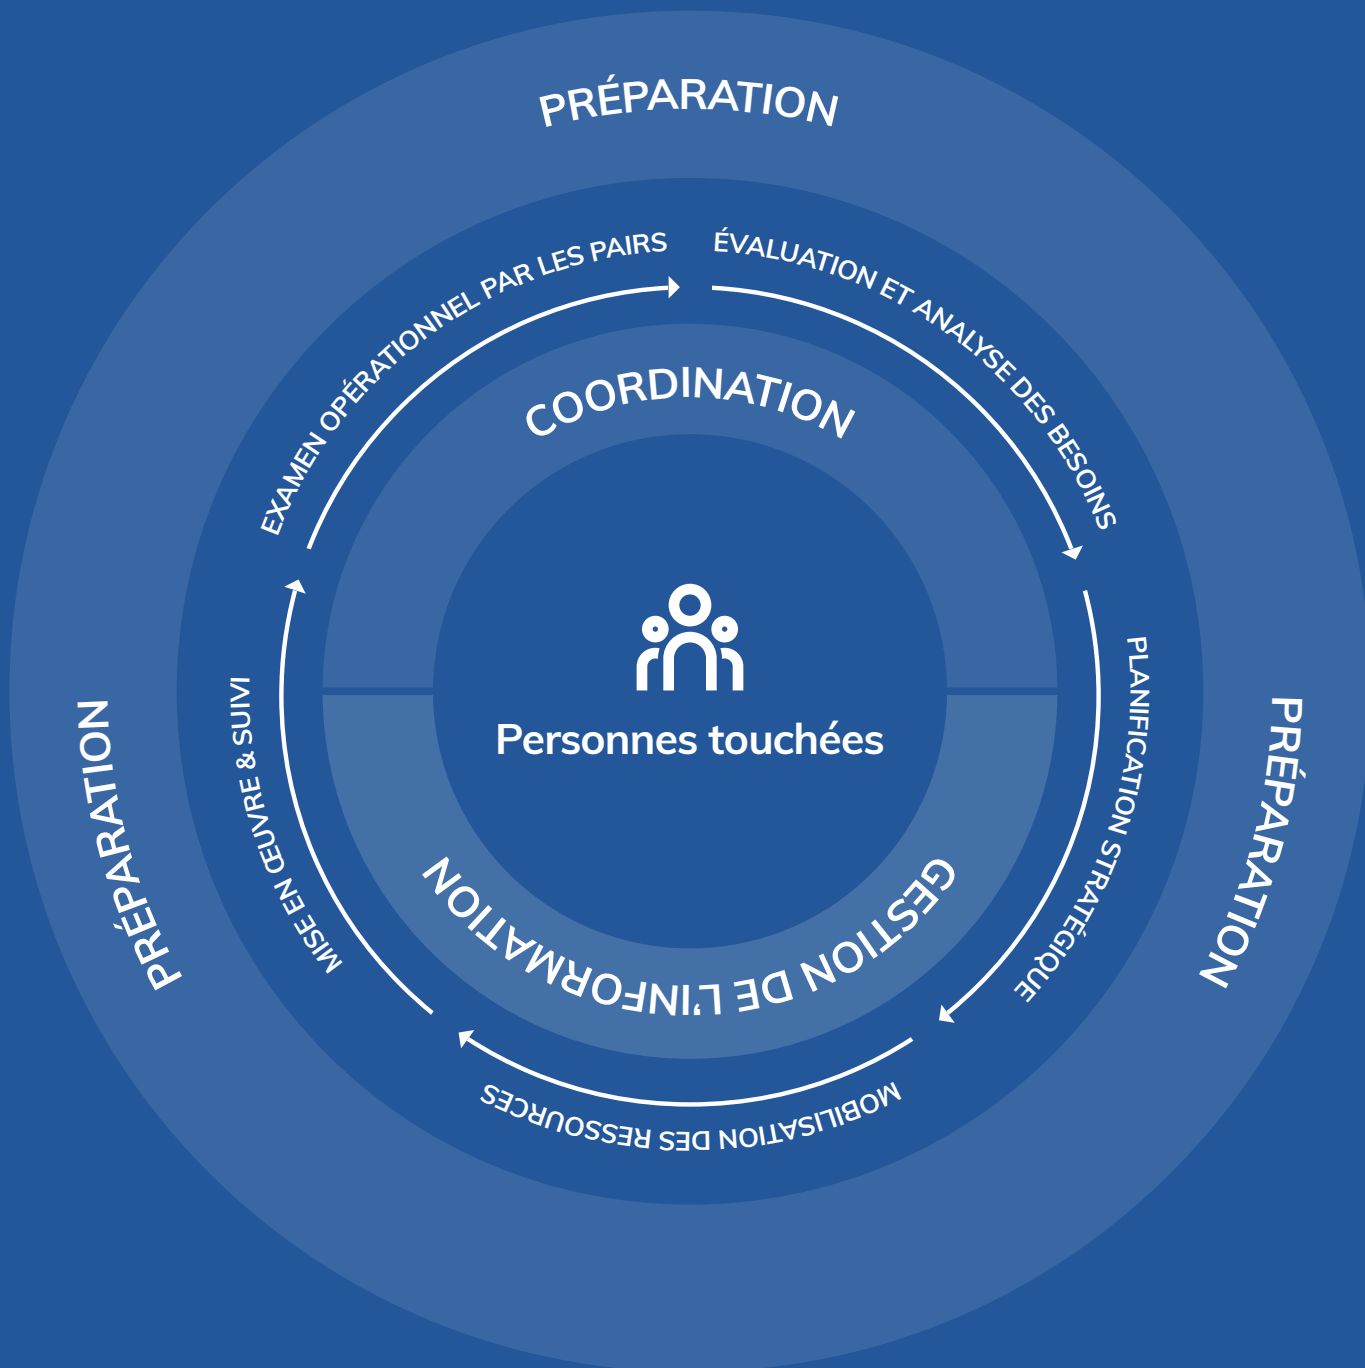 PRÉPARATION
EXAMEN OPÉRATIONNEL PAR LES PAIRS
ÉVALUATION ET ANALYSE DES BESOINS
COORDINATION
Personnes touchées
PLANIFICATION STRATÉGIQUE
PRÉPARATION
GESTION DE L'INFORMATION
MOBILISATION DES RESSOURCES
MISE EN ŒUVRE & SUIVI
PRÉPARATION